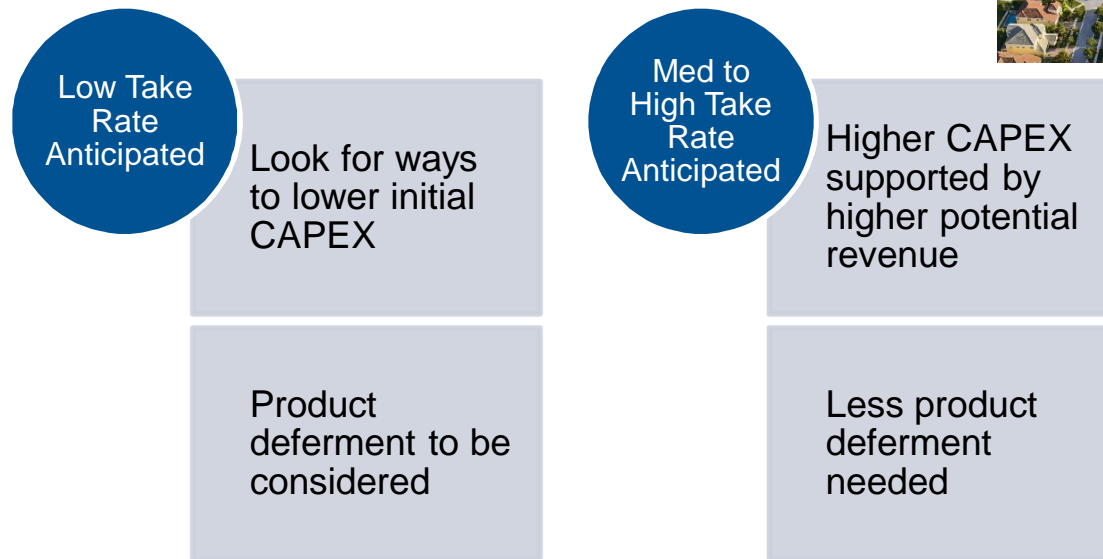 Low Take
Rate
Anticipated
Look for ways
to lower initial
CAPEX
Product
deferment to be
considered
Med to
High Take
Rate
Anticipated
Higher CAPEX
supported by
higher potential
revenue
Less product
deferment
needed